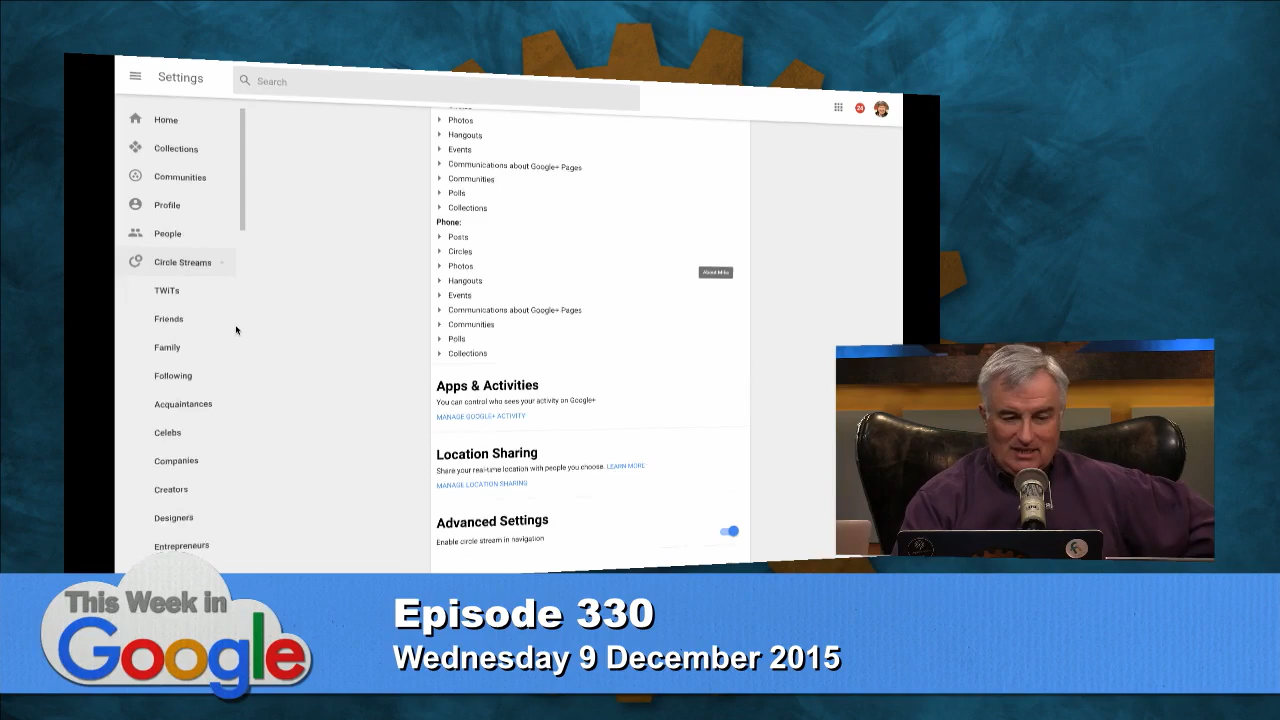 Settings
Search
24
Home
Collections
Communities
Profile
People
Circle Streams
TWiTs
Friends
Family
Following
Acquaintances
Celebs
Companies
Creators
Designers
Entrepreneurs
Photos
Hangouts
Events
Communications about Google+ Pages
Communities
Polls
Collections
Phone:
Posts
Circles
Photos
Hangouts
Events
Communications about Google+ Pages
Communities
Polls
Collections
About Mike
Apps & Activities
You can control who sees your activity on Google+
MANAGE GOOGLE+ ACTIVITY
Location Sharing
Share your real-time location with people you choose. LEARN MORE
MANAGE LOCATION SHARING
Advanced Settings
Enable circle stream in navigation
This Week in
Google
Episode 330
Wednesday 9 December 2015